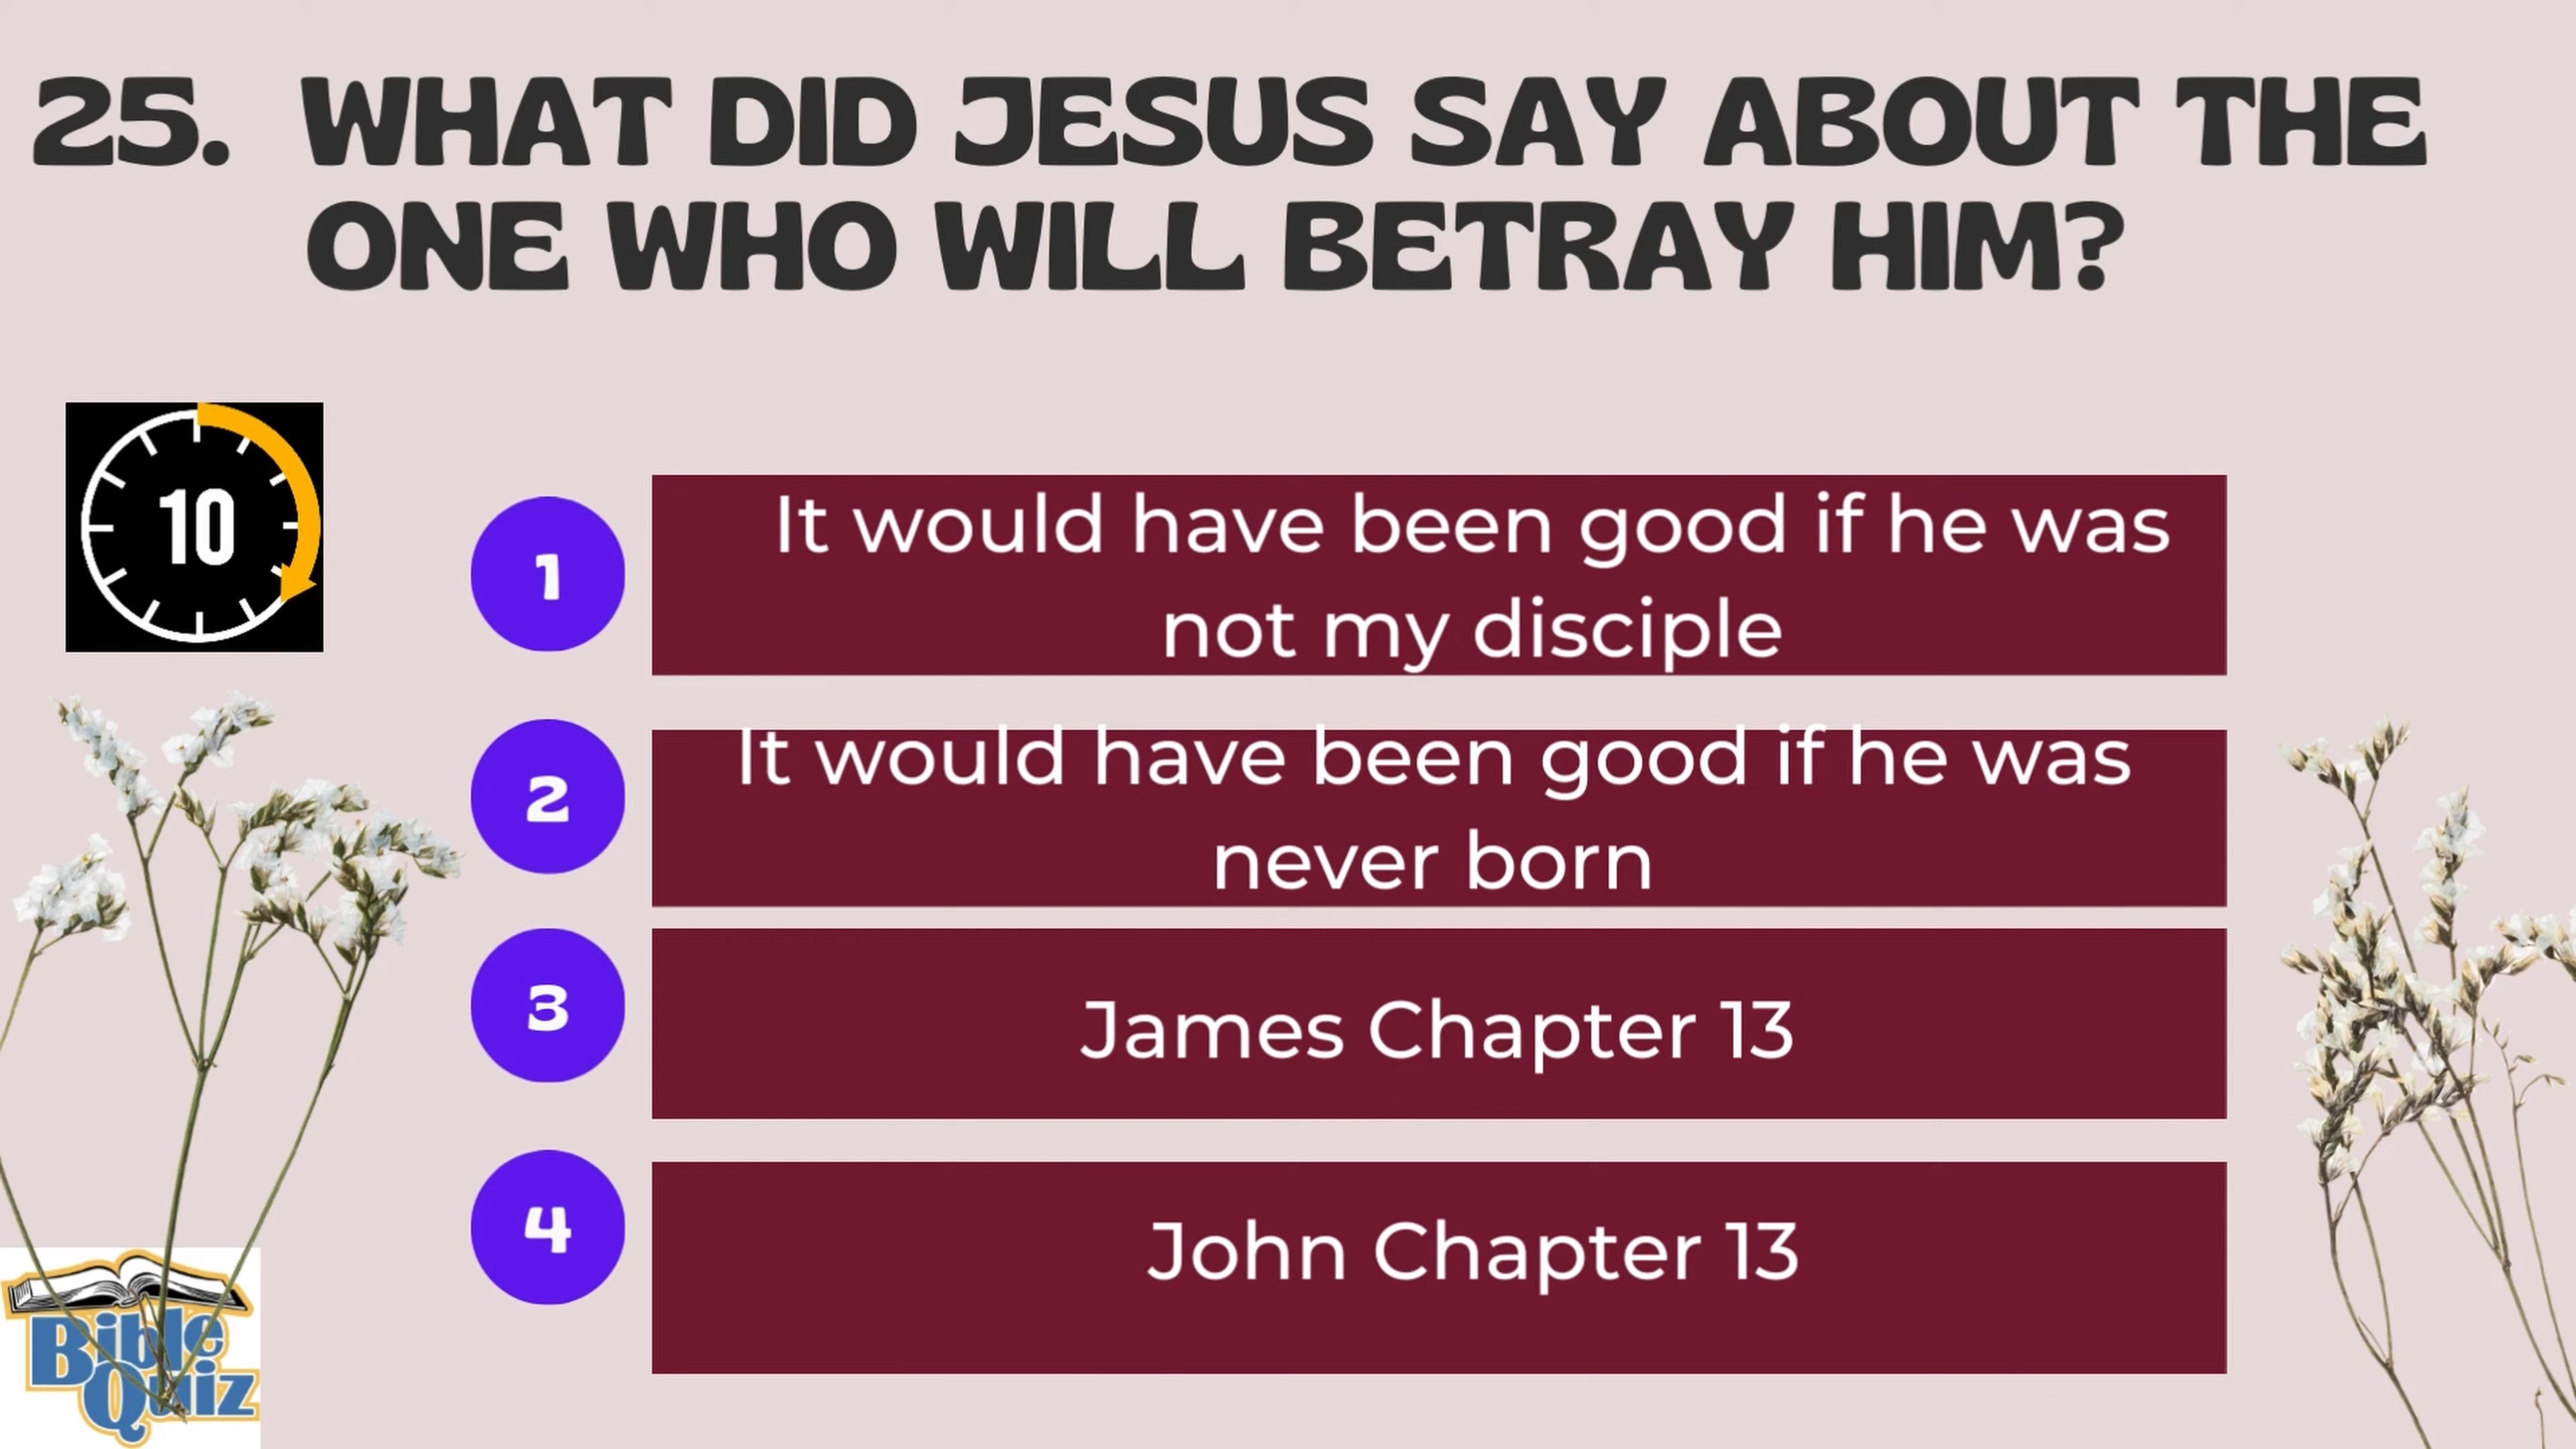 25. WHAT DID JESUS SAY ABOUT THE
ONE WHO WILL BETRAY HIM?
10
1
It would have been good if he was
not my disciple
2
It would have been good if he was
never born
3
James Chapter 13
4
John Chapter 13
Bible
Quiz